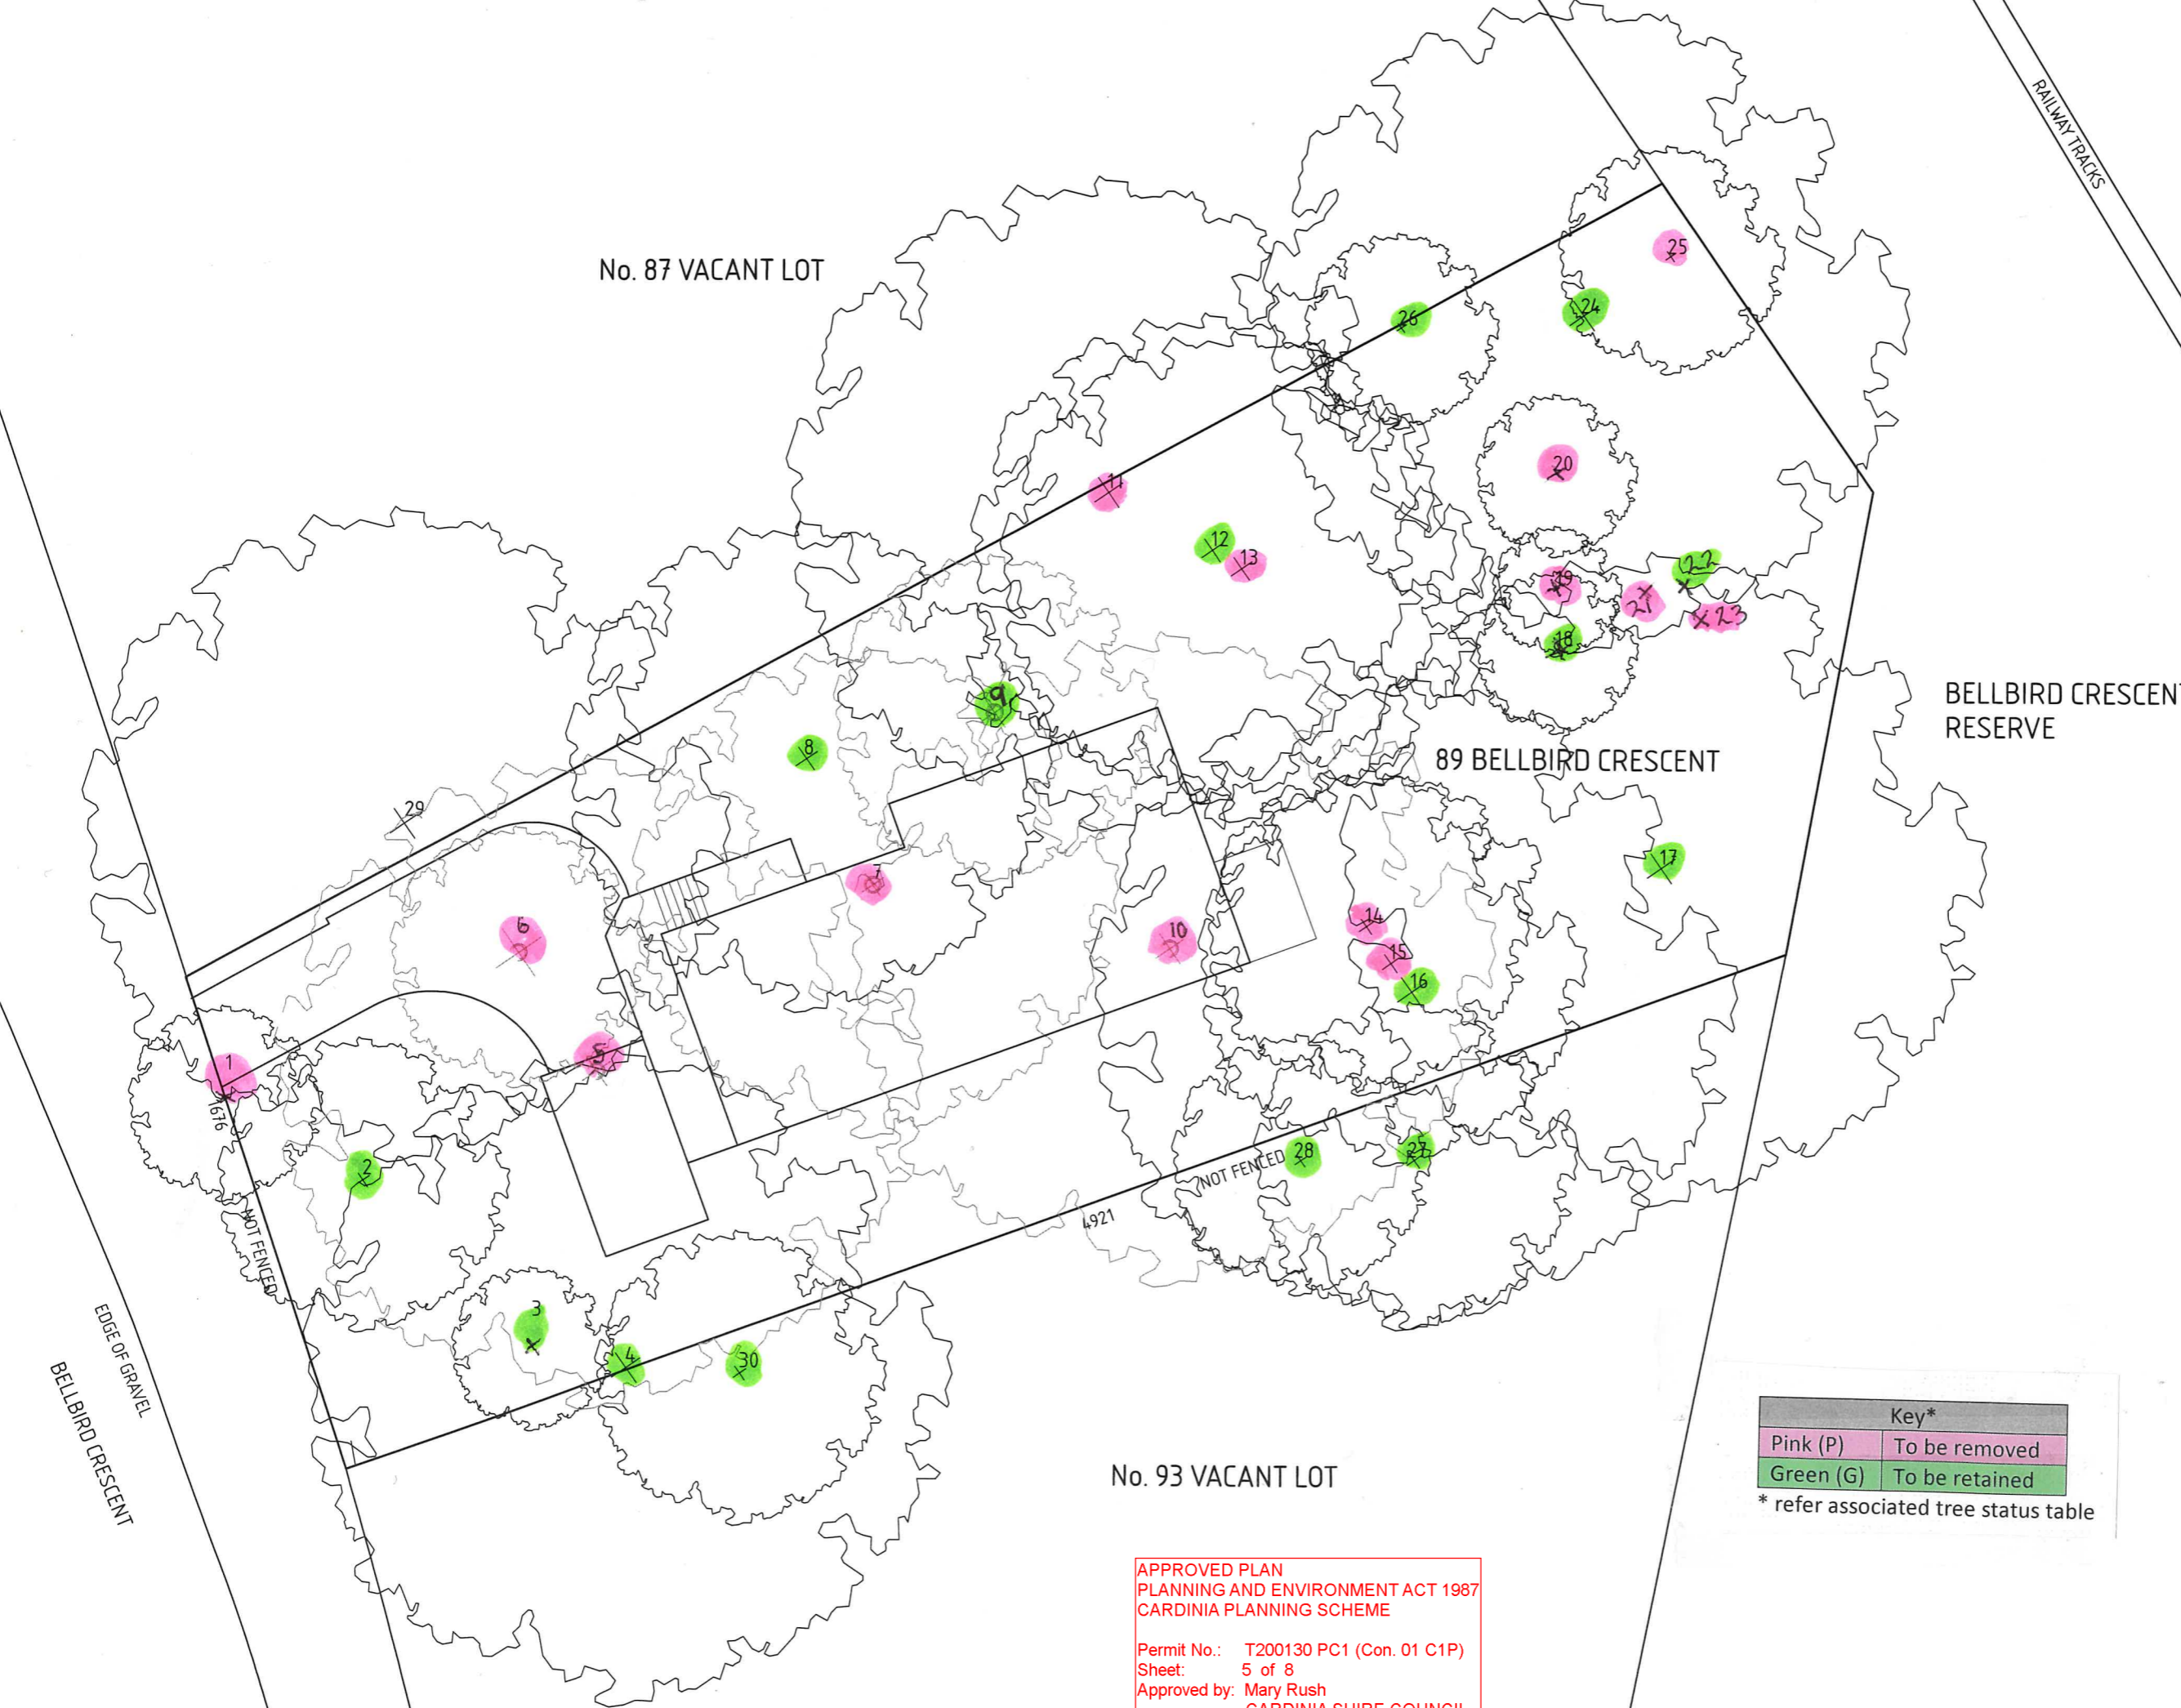 RAILWAY TRACKS
No. 87 VACANT LOT
25
24
26
20
11
12
13
22
19
21
23
18
9
8
BELLBIRD CRESCENT
RESERVE
89 BELLBIRD CRESCENT
29
17
7
6
14
10
15
16
5
1
1676
2
28
27
NOT FENCED
4921
NOT FENCED
3
4
30
EDGE OF GRAVEL
BELLBIRD CRESCENT
No. 93 VACANT LOT
Key*
Pink (P) To be removed
Green (G) To be retained
* refer associated tree status table
APPROVED PLAN
PLANNING AND ENVIRONMENT ACT 1987
CARDINIA PLANNING SCHEME
Permit No.: T200130 PC1 (Con. 01 C1P)
Sheet: 5 of 8
Approved by: Mary Rush
CARDINIA SHIRE COUNCIL